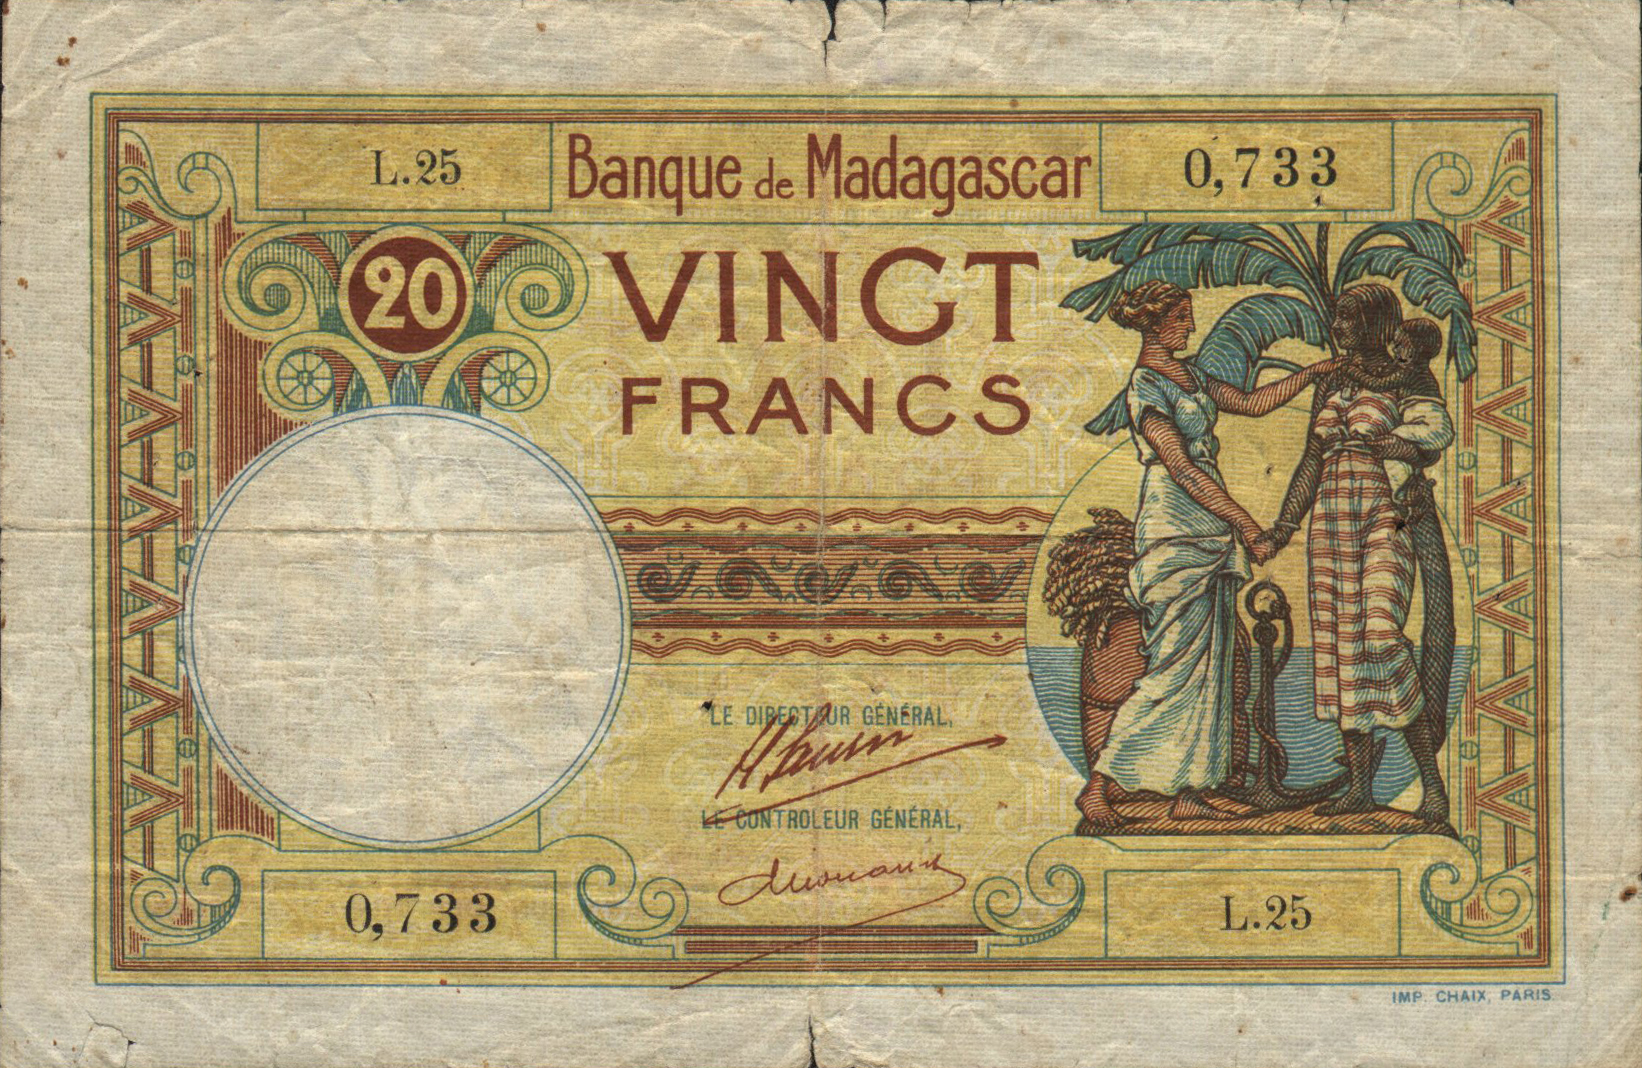 L.25
Banque de Madagascar
0,733
20
VINGT
FRANCS
LE DIRECTEUR GÉNÉRAL,
LE CONTROLEUR GÉNÉRAL,
0,733
L.25
IMP. CHAIX, PARIS